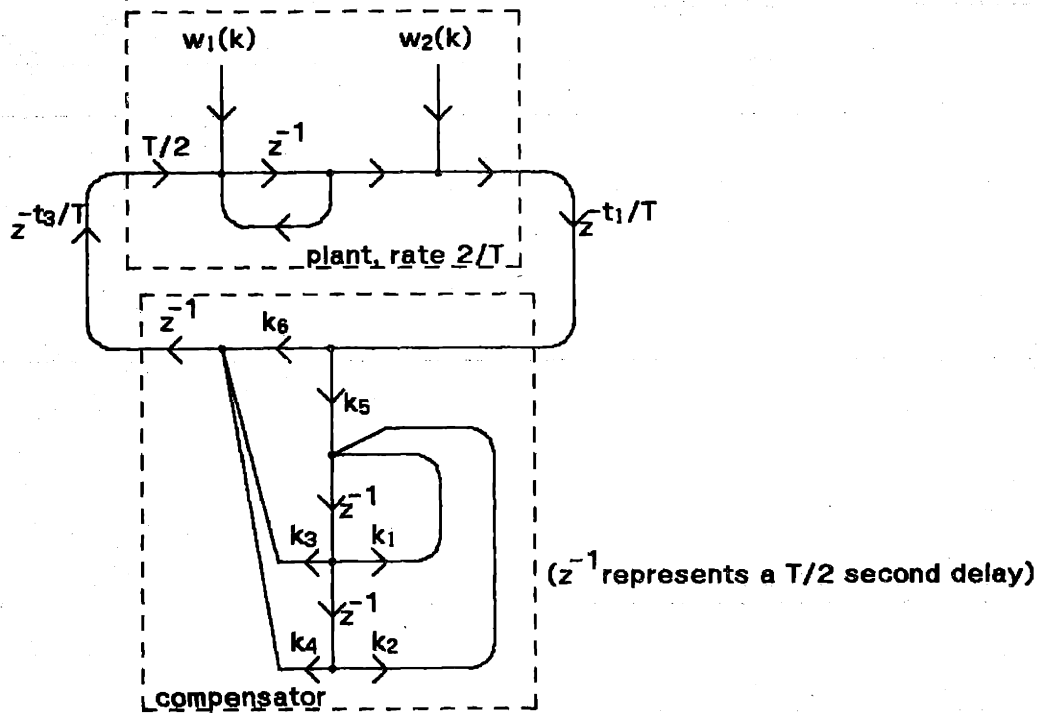 w₁(k) w₂(k)
T/2 z⁻¹
z⁻ᵗ³/ᵀ z⁻ᵗ¹/ᵀ
plant, rate 2/T
z⁻¹ k₆
k₅
z⁻¹
k₃ k₁
(z⁻¹ represents a T/2 second delay)
z⁻¹
k₄ k₂
compensator